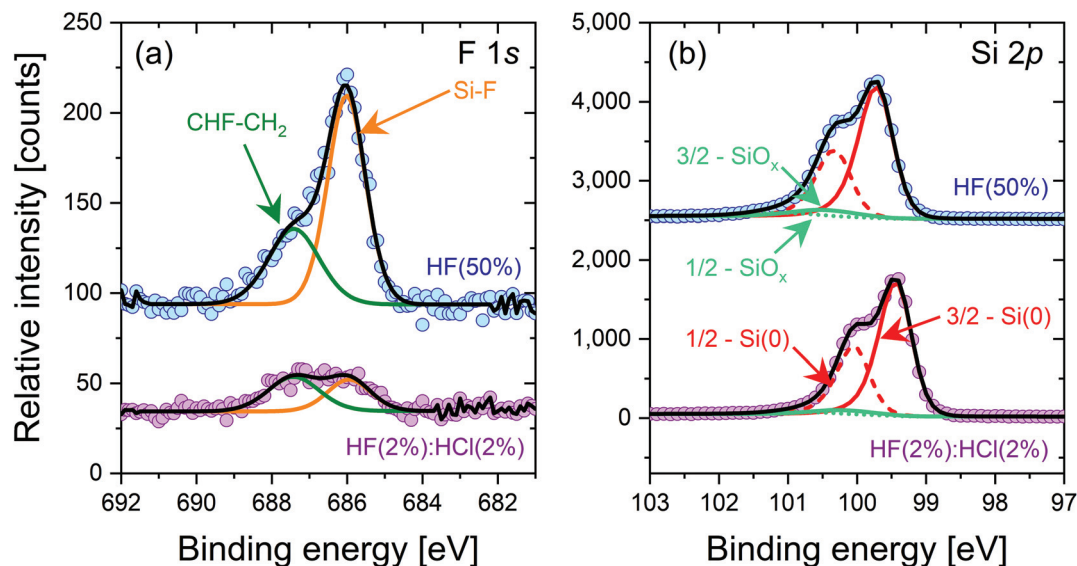 (a)
F 1s
Si-F
CHF-CH₂
HF(50%)
HF(2%):HCl(2%)
Relative intensity [counts]
250
200
150
100
50
0
692
690
688
686
684
682
Binding energy [eV]
(b)
Si 2p
3/2 - SiOₓ
HF(50%)
1/2 - SiOₓ
1/2 - Si(0)
3/2 - Si(0)
HF(2%):HCl(2%)
5,000
4,000
3,000
2,000
1,000
0
103
102
101
100
99
98
97
Binding energy [eV]